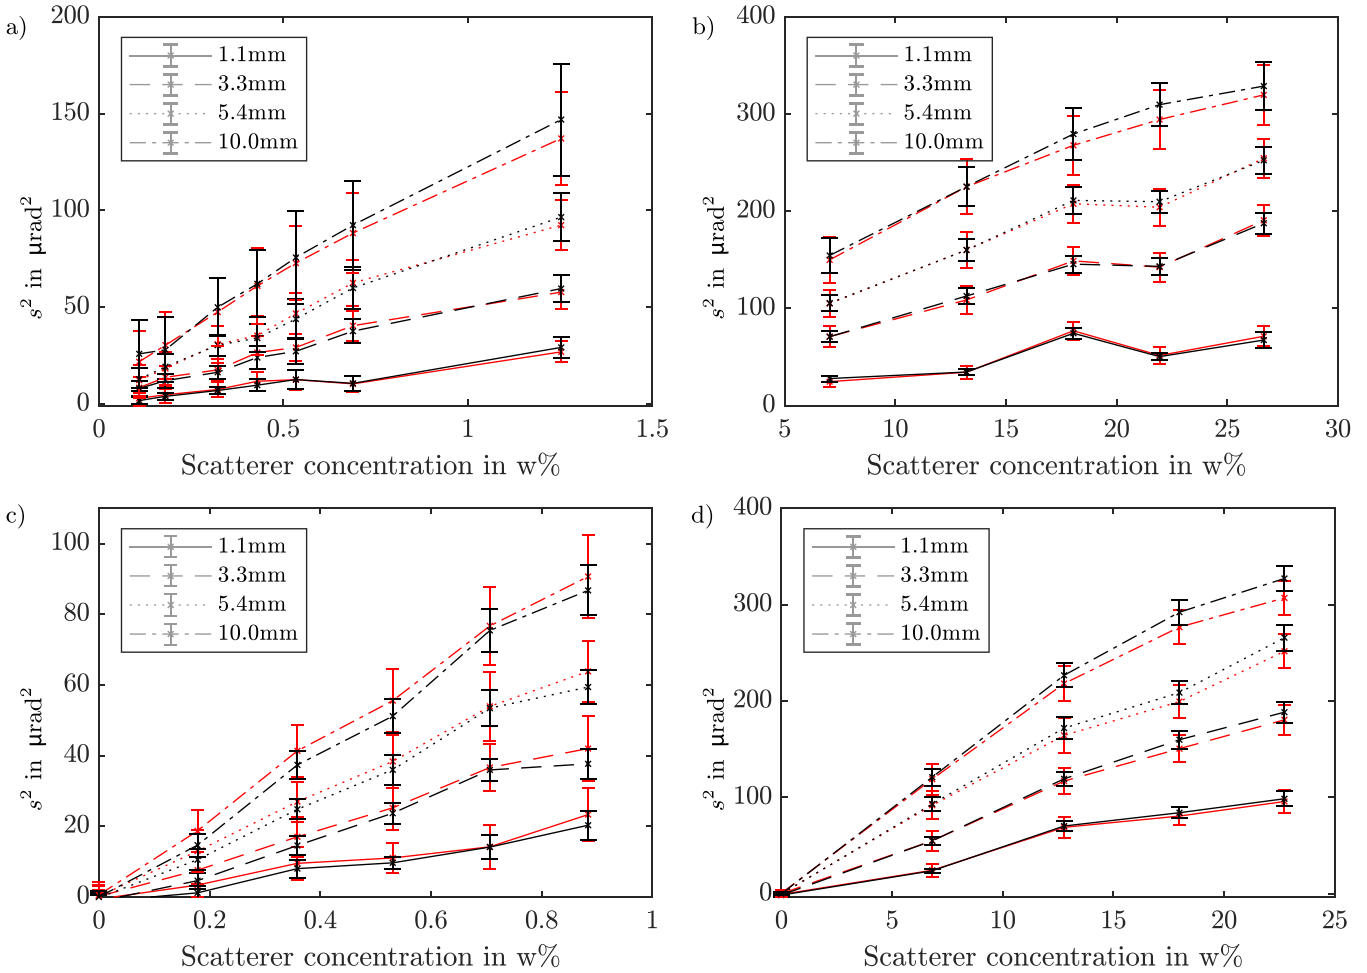 a)
200
150
100
50
0
s² in µrad²
1.1mm
3.3mm
5.4mm
10.0mm
0 0.5 1 1.5
Scatterer concentration in w%
b)
400
300
200
100
0
s² in µrad²
1.1mm
3.3mm
5.4mm
10.0mm
5 10 15 20 25 30
Scatterer concentration in w%
c)
100
80
60
40
20
0
s² in µrad²
1.1mm
3.3mm
5.4mm
10.0mm
0 0.2 0.4 0.6 0.8 1
Scatterer concentration in w%
d)
400
300
200
100
0
s² in µrad²
1.1mm
3.3mm
5.4mm
10.0mm
0 5 10 15 20 25
Scatterer concentration in w%